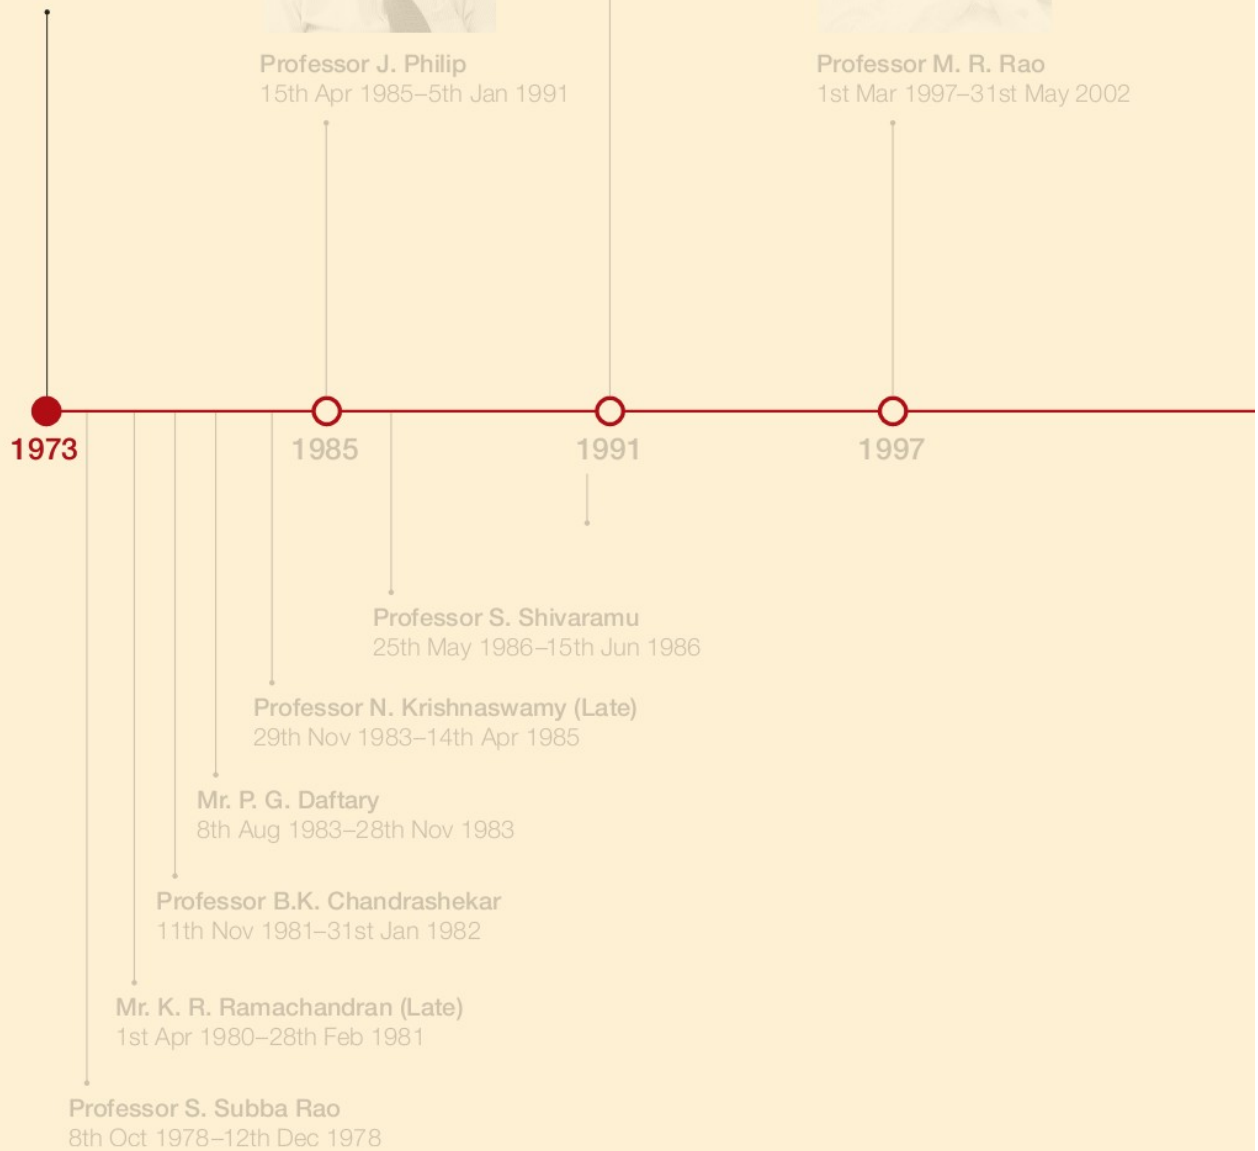 Professor J. Philip
15th Apr 1985–5th Jan 1991
Professor M. R. Rao
1st Mar 1997–31st May 2002
1973
1985
1991
1997
Professor S. Shivaramu
25th May 1986–15th Jun 1986
Professor N. Krishnaswamy (Late)
29th Nov 1983–14th Apr 1985
Mr. P. G. Daftary
8th Aug 1983–28th Nov 1983
Professor B.K. Chandrashekar
11th Nov 1981–31st Jan 1982
Mr. K. R. Ramachandran (Late)
1st Apr 1980–28th Feb 1981
Professor S. Subba Rao
8th Oct 1978–12th Dec 1978